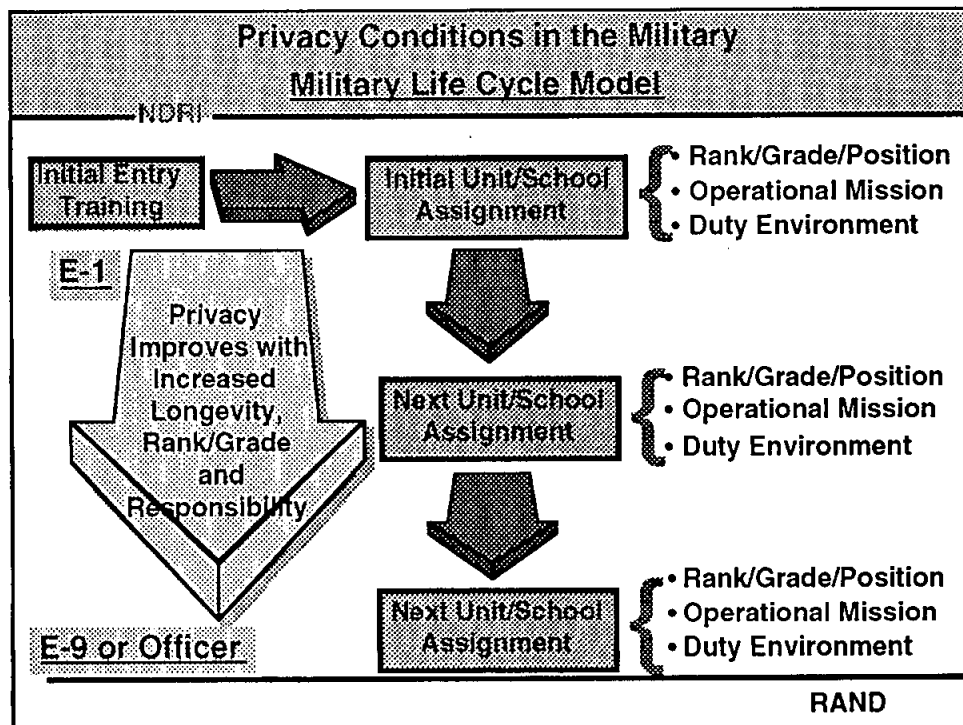 Privacy Conditions in the Military
Military Life Cycle Model
NDRI
Initial Entry
Training
Initial Unit/School
Assignment
• Rank/Grade/Position
• Operational Mission
• Duty Environment
E-1
Privacy
Improves with
Increased
Longevity,
Rank/Grade
and
Responsibility
Next Unit/School
Assignment
• Rank/Grade/Position
• Operational Mission
• Duty Environment
Next Unit/School
Assignment
• Rank/Grade/Position
• Operational Mission
• Duty Environment
E-9 or Officer
RAND